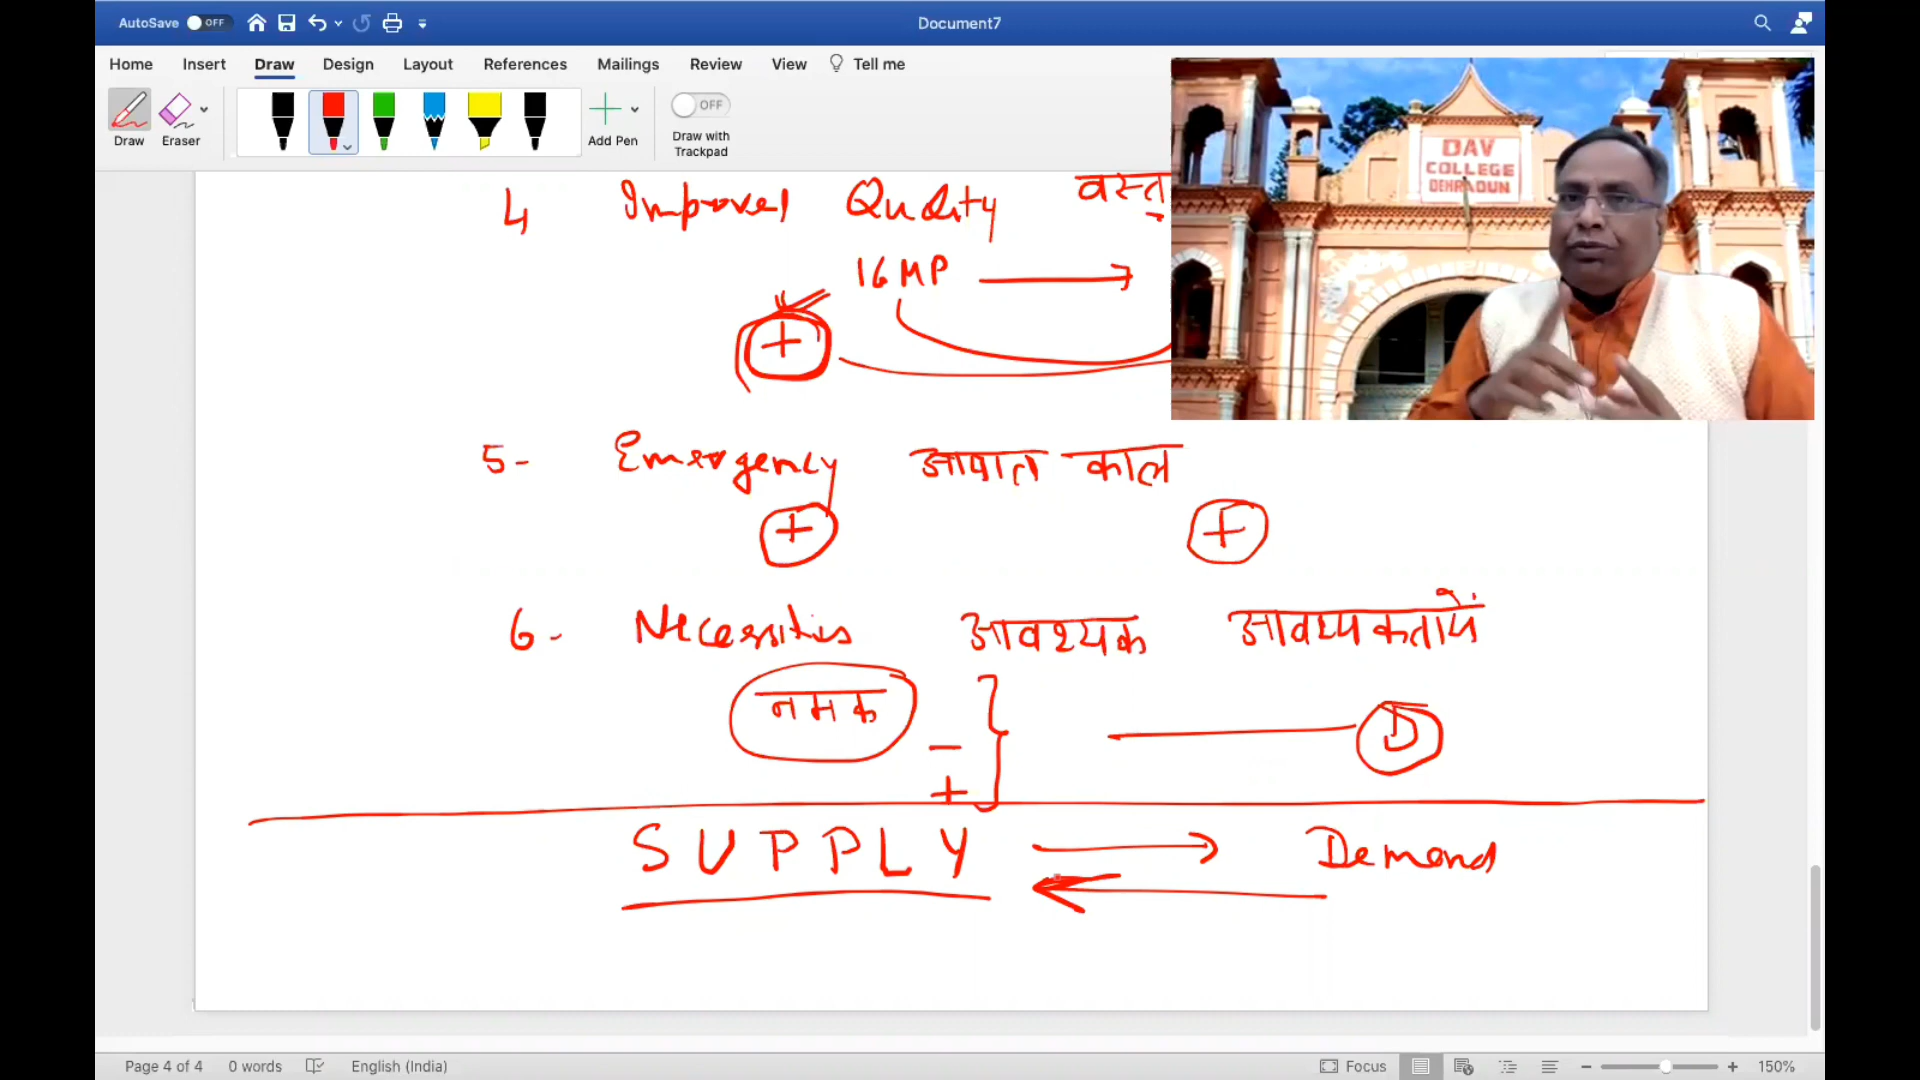 AutoSave OFF Document7
Home Insert Draw Design Layout References Mailings Review View Tell me
OFF
Draw Eraser Add Pen Draw with Trackpad
DAV
COLLEGE
DEHRADUN
4 Improved Quality वस्तु
16 MP
+
5- Emergency आपात काल
+ +
6- Necessities आवश्यक आवश्यकतायें
नमक
- D
+
SUPPLY Demand
Page 4 of 4 0 words English (India) Focus 150%